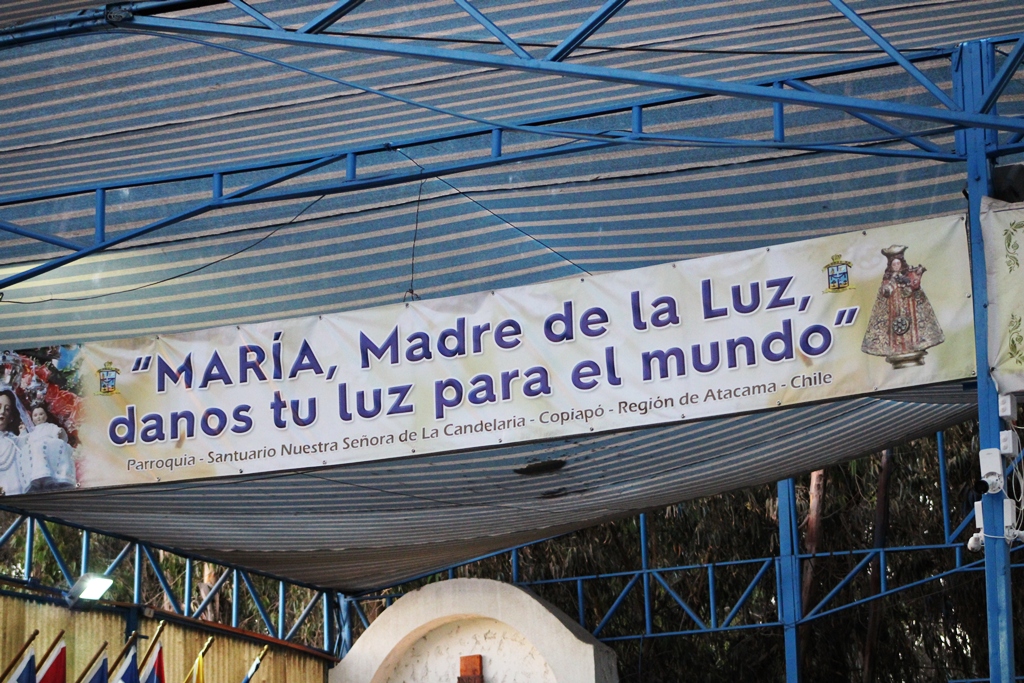 “MARÍA, Madre de la Luz,
danos tu luz para el mundo”
Parroquia - Santuario Nuestra Señora de La Candelaria - Copiapó - Región de Atacama - Chile